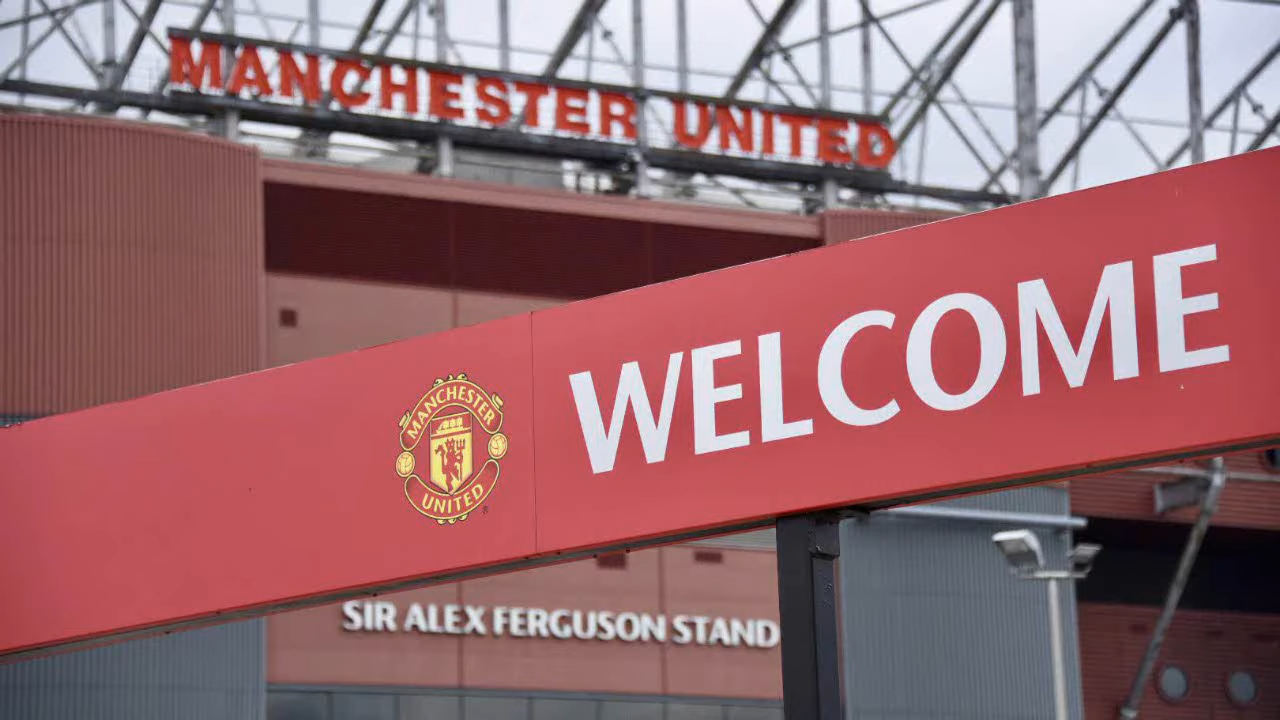 MANCHESTER UNITED
WELCOME
MANCHESTER
UNITED
®
SIR ALEX FERGUSON STAND